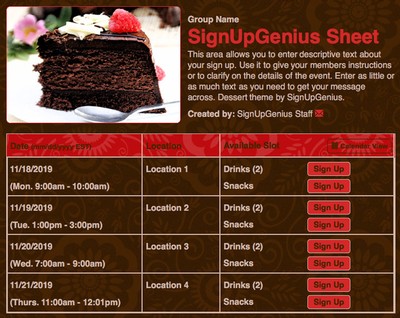 Group Name
SignUpGenius Sheet
This area allows you to enter descriptive text about
your sign up. Use it to give your members instructions
or to clarify on the details of the event. Enter as little or
as much text as you need to get your message
across. Dessert theme by SignUpGenius.
Created by: SignUpGenius Staff
Date (mm/dd/yyyy EST) Location Available Slot Calendar View
11/18/2019 Location 1 Drinks (2) Sign Up
(Mon. 9:00am - 10:00am) Snacks Sign Up
11/19/2019 Location 2 Drinks (2) Sign Up
(Tue. 1:00pm - 3:00pm) Snacks Sign Up
11/20/2019 Location 3 Drinks (2) Sign Up
(Wed. 7:00am - 9:00am) Snacks Sign Up
11/21/2019 Location 4 Drinks (2) Sign Up
(Thurs. 11:00am - 12:01pm) Snacks Sign Up